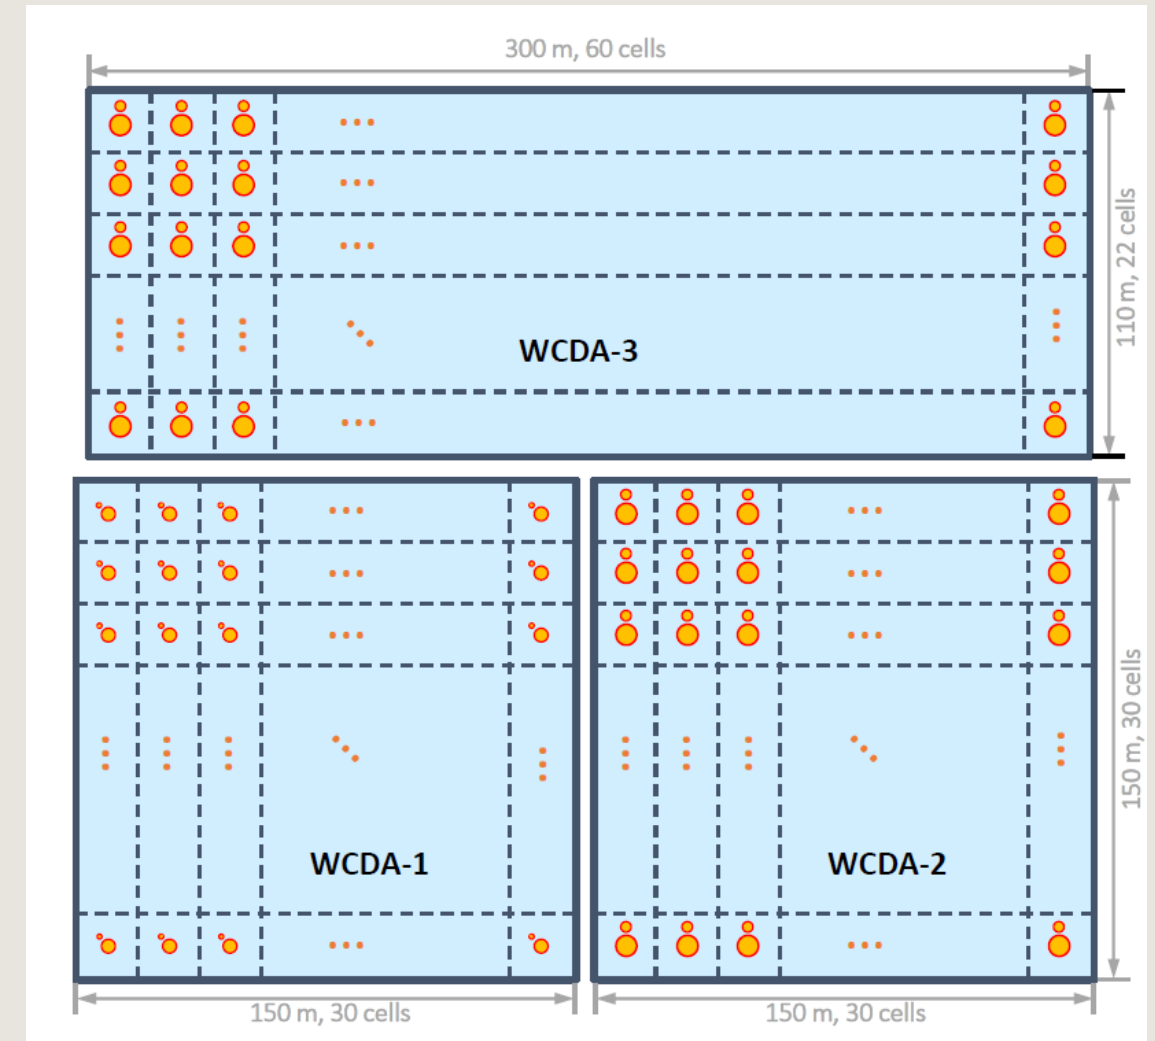 300 m, 60 cells
110 m, 22 cells
WCDA-3
150 m, 30 cells
WCDA-1
WCDA-2
150 m, 30 cells
150 m, 30 cells